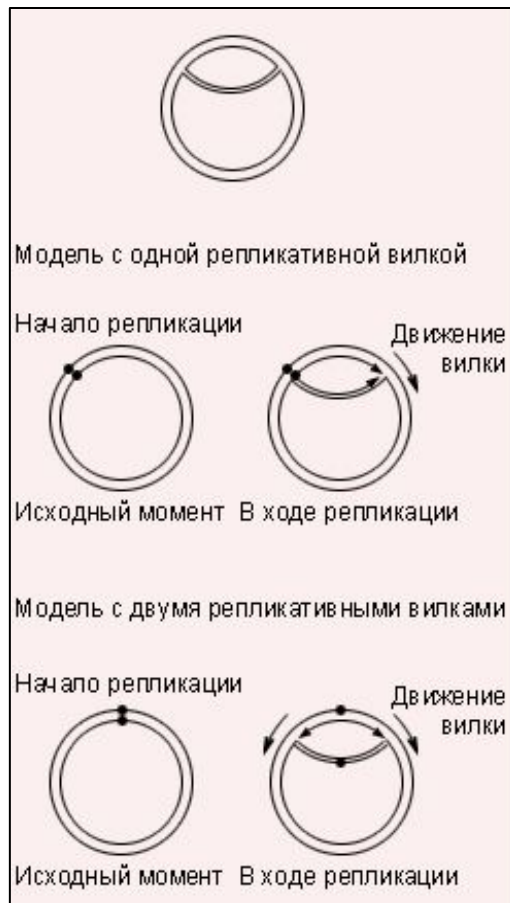 Модель с одной репликативной вилкой
Начало репликации
Движение
вилки
Исходный момент
В ходе репликации
Модель с двумя репликативными вилками
Начало репликации
Движение
вилки
Исходный момент
В ходе репликации